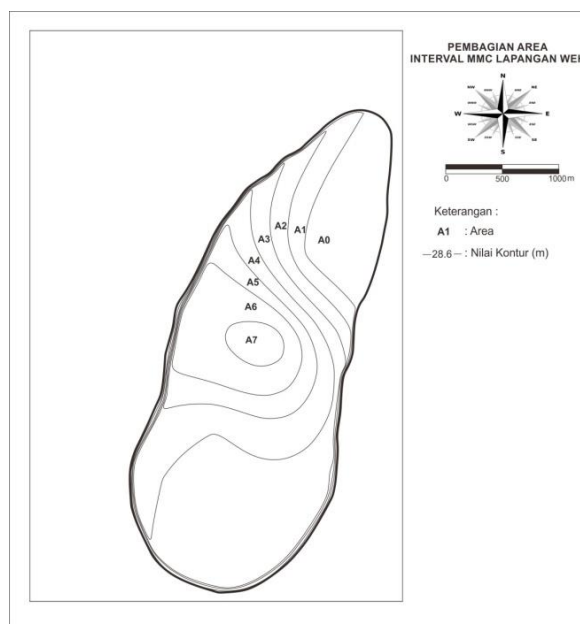 PEMBAGIAN AREA
INTERVAL MMC LAPANGAN WEH
N
W
E
S
0 500 1000m
Keterangan :
A1 : Area
—28.6— : Nilai Kontur (m)
A2
A1
A3
A0
A4
A5
A6
A7